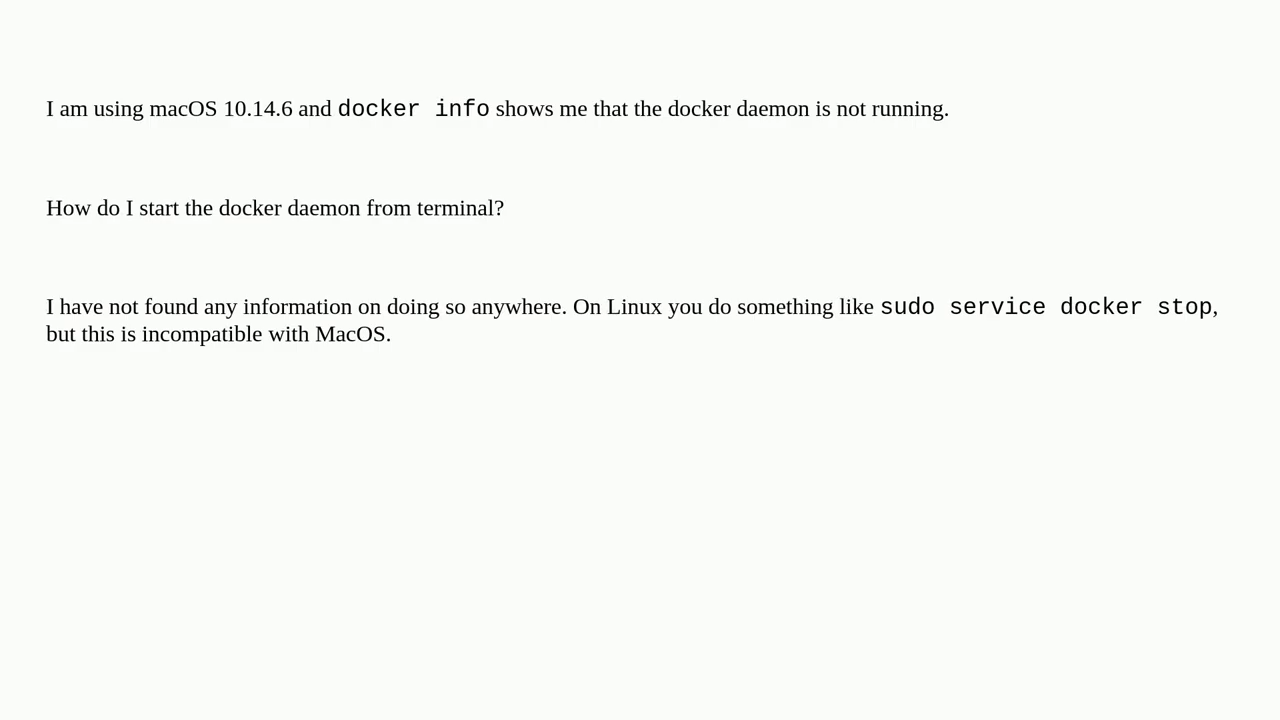 I am using macOS 10.14.6 and docker info shows me that the docker daemon is not running.
How do I start the docker daemon from terminal?
I have not found any information on doing so anywhere. On Linux you do something like sudo service docker stop,
but this is incompatible with MacOS.